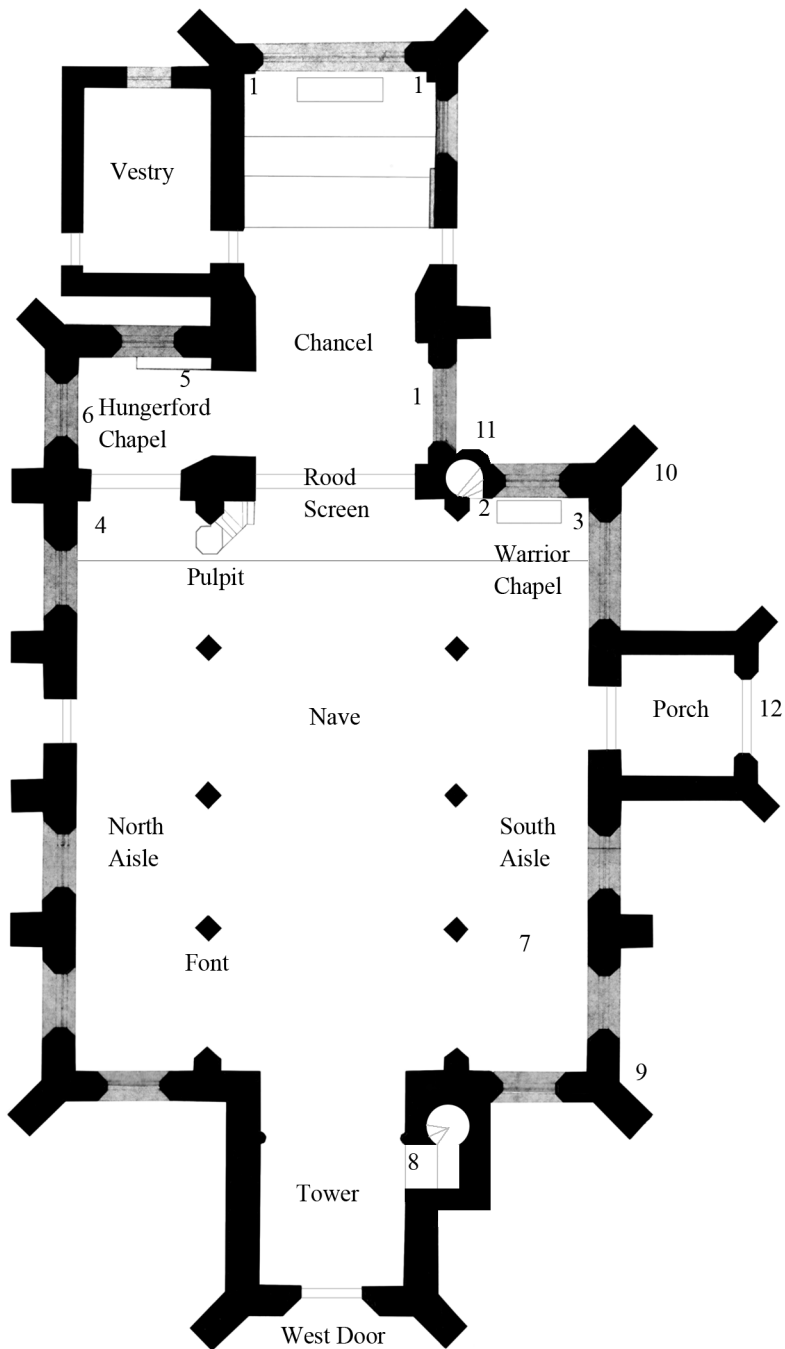 1
1
Vestry
Chancel
5
6
Hungerford
Chapel
1
11
Rood
Screen
10
4
2
3
Pulpit
Warrior
Chapel
Nave
Porch
12
North
Aisle
South
Aisle
7
Font
9
8
Tower
West Door